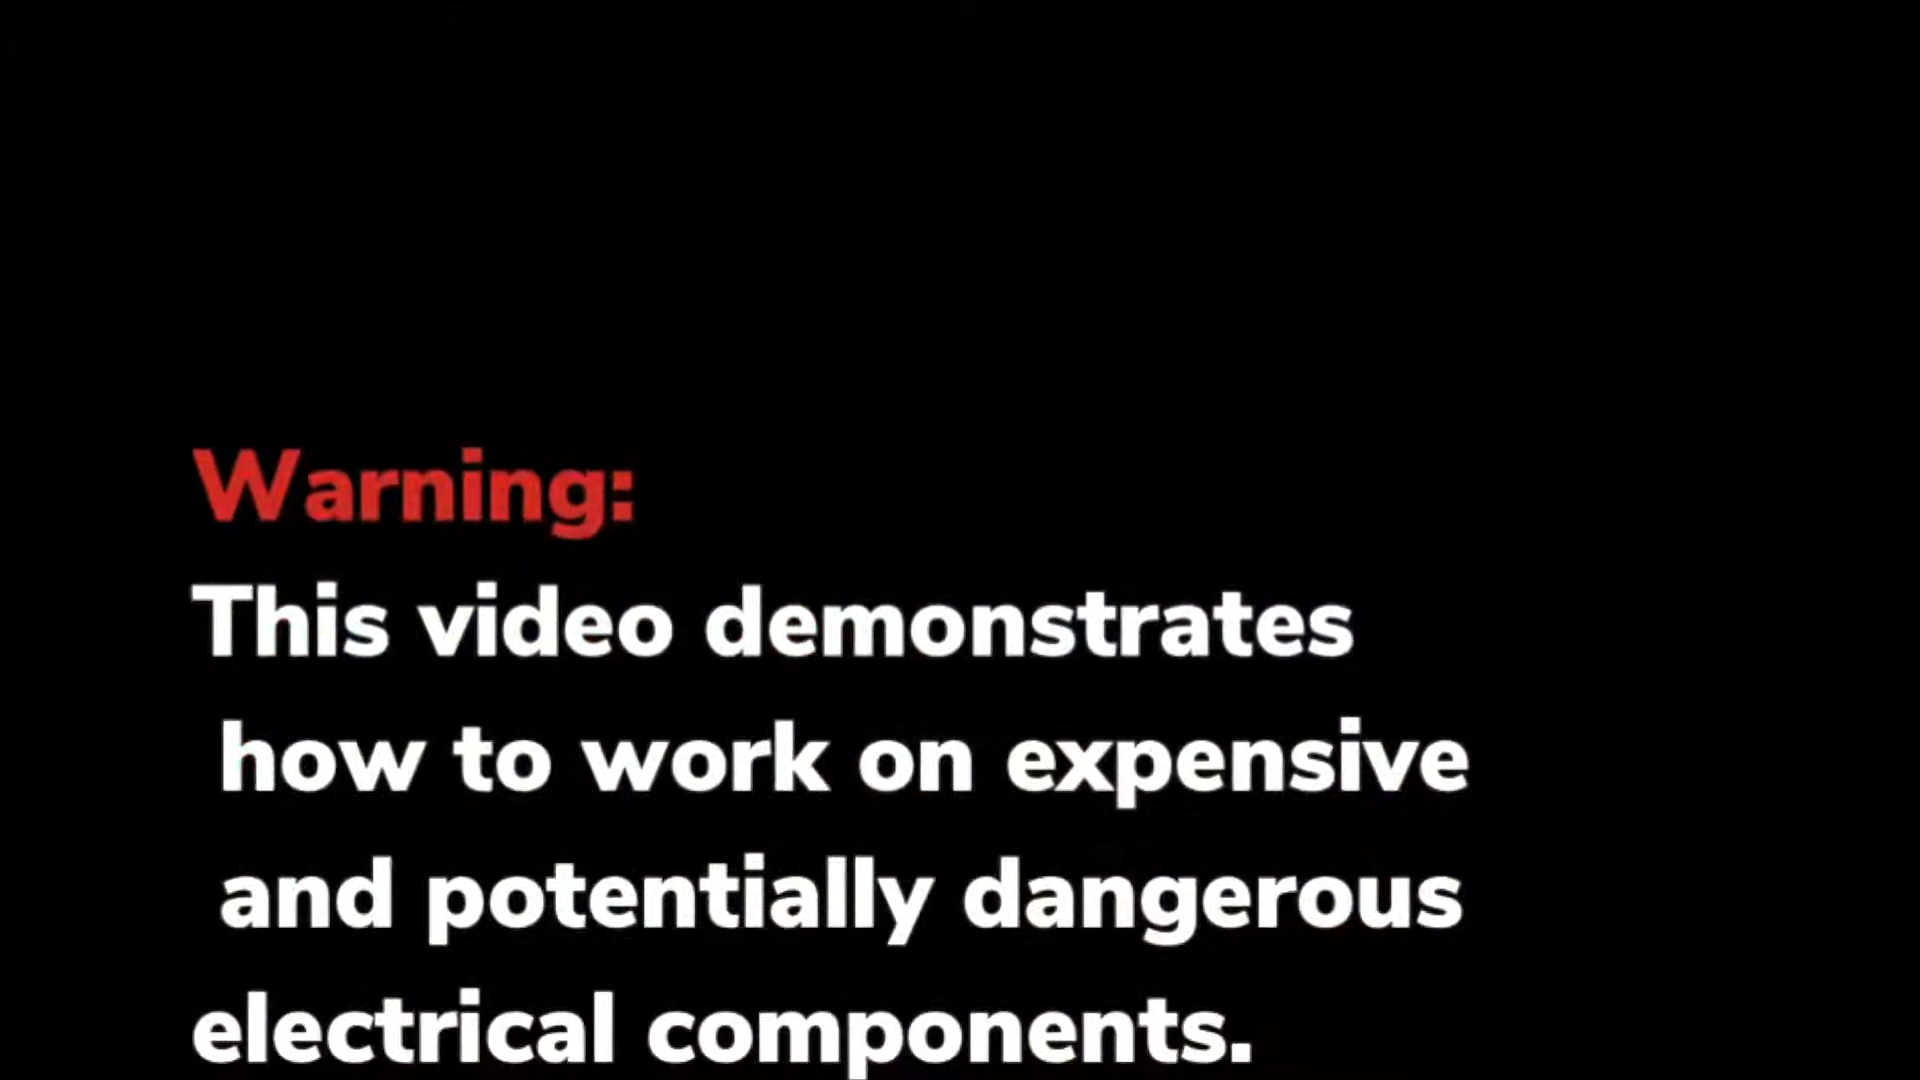 Warning:
This video demonstrates
how to work on expensive
and potentially dangerous
electrical components.